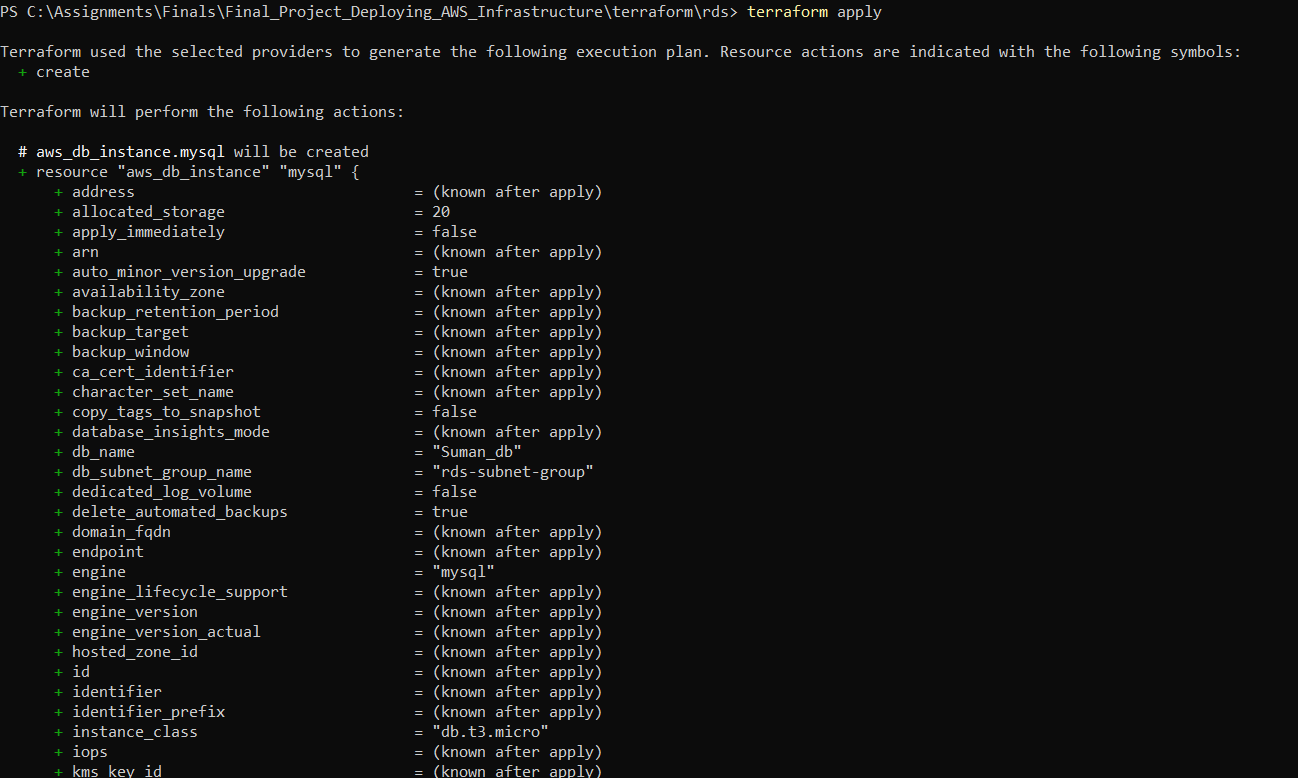 PS C:\Assignments\Finals\Final_Project_Deploying_AWS_Infrastructure\terraform\rds> terraform apply
Terraform used the selected providers to generate the following execution plan. Resource actions are indicated with the following symbols:
+ create
Terraform will perform the following actions:
# aws_db_instance.mysql will be created
+ resource "aws_db_instance" "mysql" {
+ address = (known after apply)
+ allocated_storage = 20
+ apply_immediately = false
+ arn = (known after apply)
+ auto_minor_version_upgrade = true
+ availability_zone = (known after apply)
+ backup_retention_period = (known after apply)
+ backup_target = (known after apply)
+ backup_window = (known after apply)
+ ca_cert_identifier = (known after apply)
+ character_set_name = (known after apply)
+ copy_tags_to_snapshot = false
+ database_insights_mode = (known after apply)
+ db_name = "Suman_db"
+ db_subnet_group_name = "rds-subnet-group"
+ dedicated_log_volume = false
+ delete_automated_backups = true
+ domain_fqdn = (known after apply)
+ endpoint = (known after apply)
+ engine = "mysql"
+ engine_lifecycle_support = (known after apply)
+ engine_version = (known after apply)
+ engine_version_actual = (known after apply)
+ hosted_zone_id = (known after apply)
+ id = (known after apply)
+ identifier = (known after apply)
+ identifier_prefix = (known after apply)
+ instance_class = "db.t3.micro"
+ iops = (known after apply)
+ kms_key_id = (known after apply)